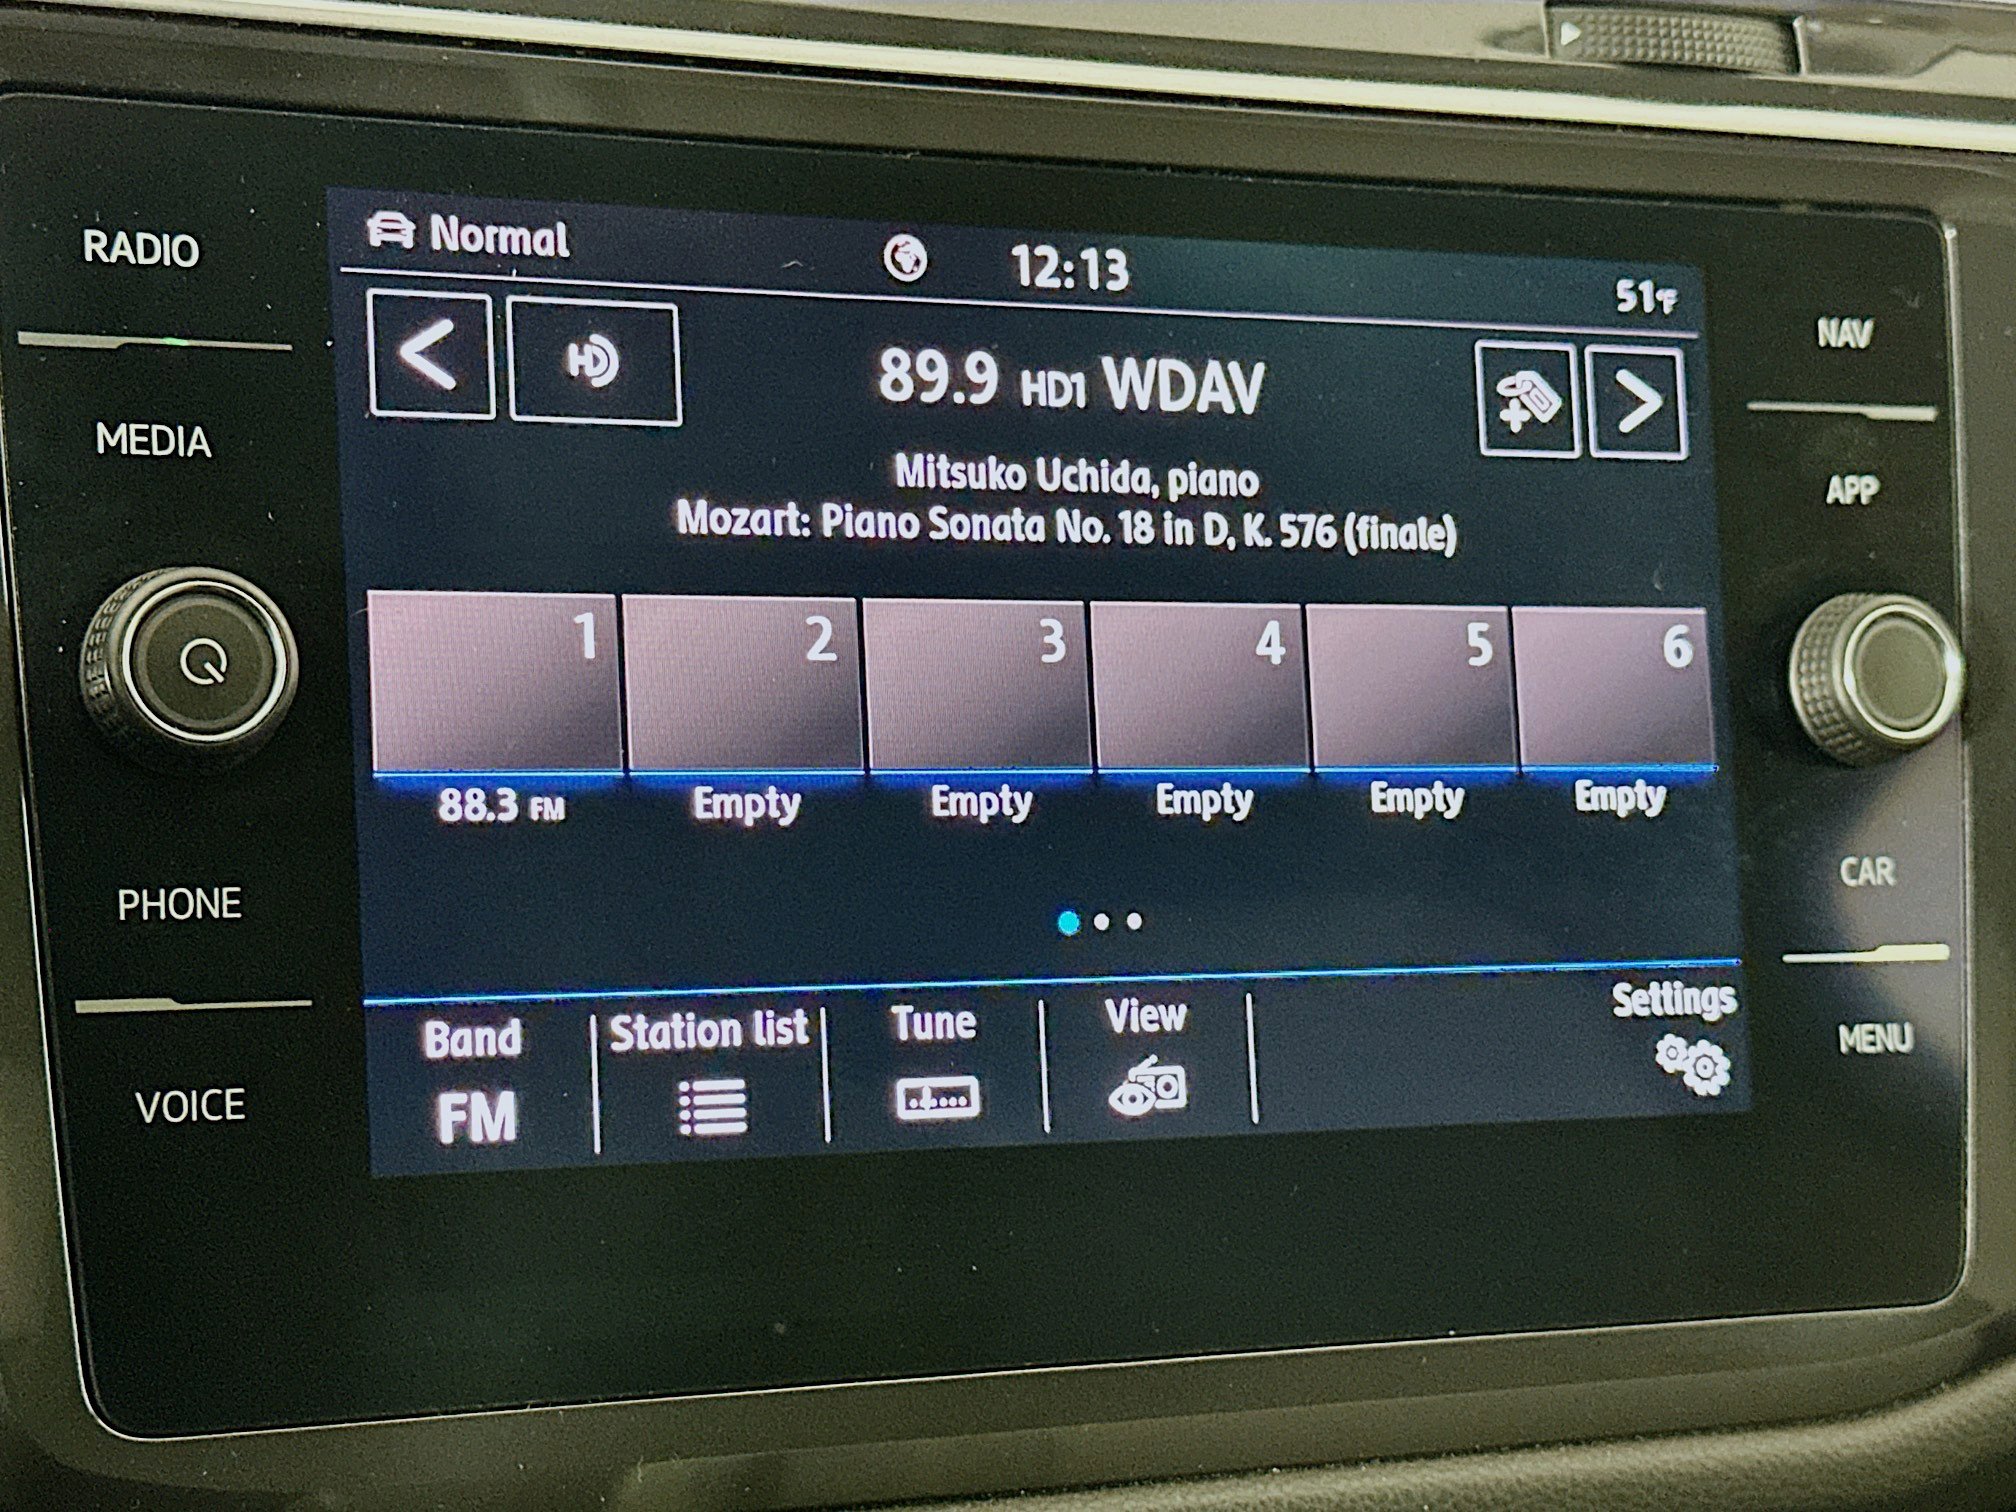 RADIO
MEDIA
PHONE
VOICE
Normal
12:13
51°F
HD
89.9 HD1 WDAV
Mitsuko Uchida, piano
Mozart: Piano Sonata No. 18 in D, K. 576 (finale)
1 2 3 4 5 6
88.3 FM Empty Empty Empty Empty Empty
Band Station list Tune View Settings
FM
NAV
APP
CAR
MENU